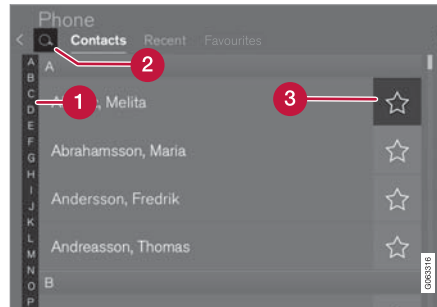 Phone
Contacts Recent Favourites
A
2
A
B
C
D
E
F
G
H
I
J
K
L
M
N
O
P
1
, Melita
3
Abrahamsson, Maria
Andersson, Fredrik
Andreasson, Thomas
B
G063316